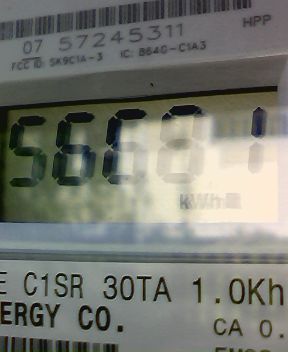 HPP
07 57245311
FCC ID: SK9C1A-3 IC: 864G-C1A3
56681
kWh
E C1SR 30TA 1.0Kh
ERGY CO.
CA 0.